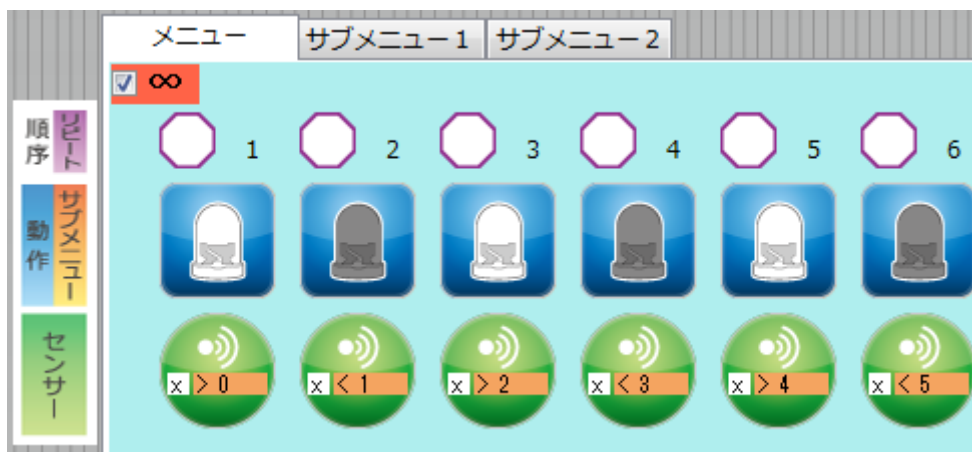 メニュー サブメニュー1 サブメニュー2
∞
順序 リピート
1 2 3 4 5 6
動作 サブメニュー
センサー
x > 0 x < 1 x > 2 x < 3 x > 4 x < 5